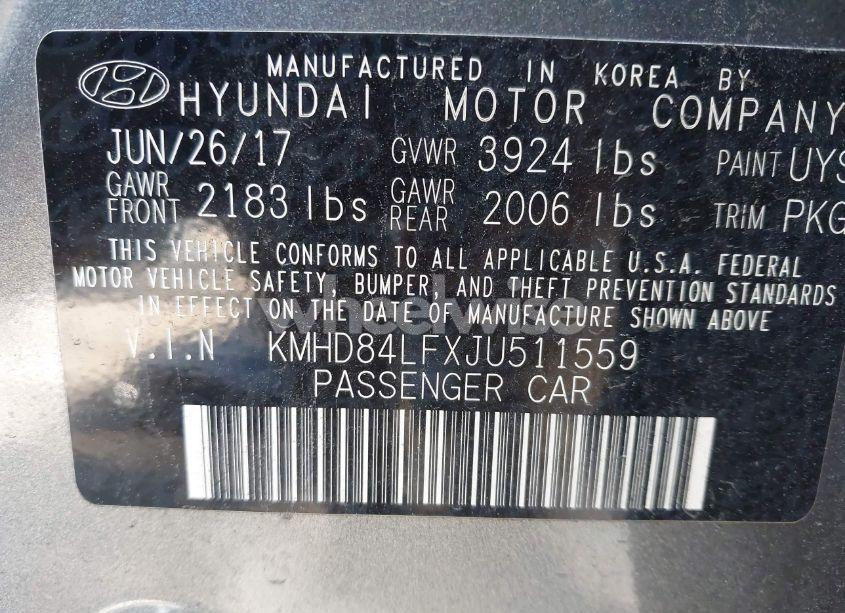 MANUFACTURED IN KOREA BY
HYUNDAI MOTOR COMPANY
JUN/26/17 GVWR 3924 lbs PAINT UYS
GAWR FRONT 2183 lbs GAWR REAR 2006 lbs TRIM PKG
THIS VEHICLE CONFORMS TO ALL APPLICABLE U.S.A. FEDERAL
MOTOR VEHICLE SAFETY, BUMPER, AND THEFT PREVENTION STANDARDS
IN EFFECT ON THE DATE OF MANUFACTURE SHOWN ABOVE.
wheelwise
V.I.N KMHD84LFXJU511559
PASSENGER CAR